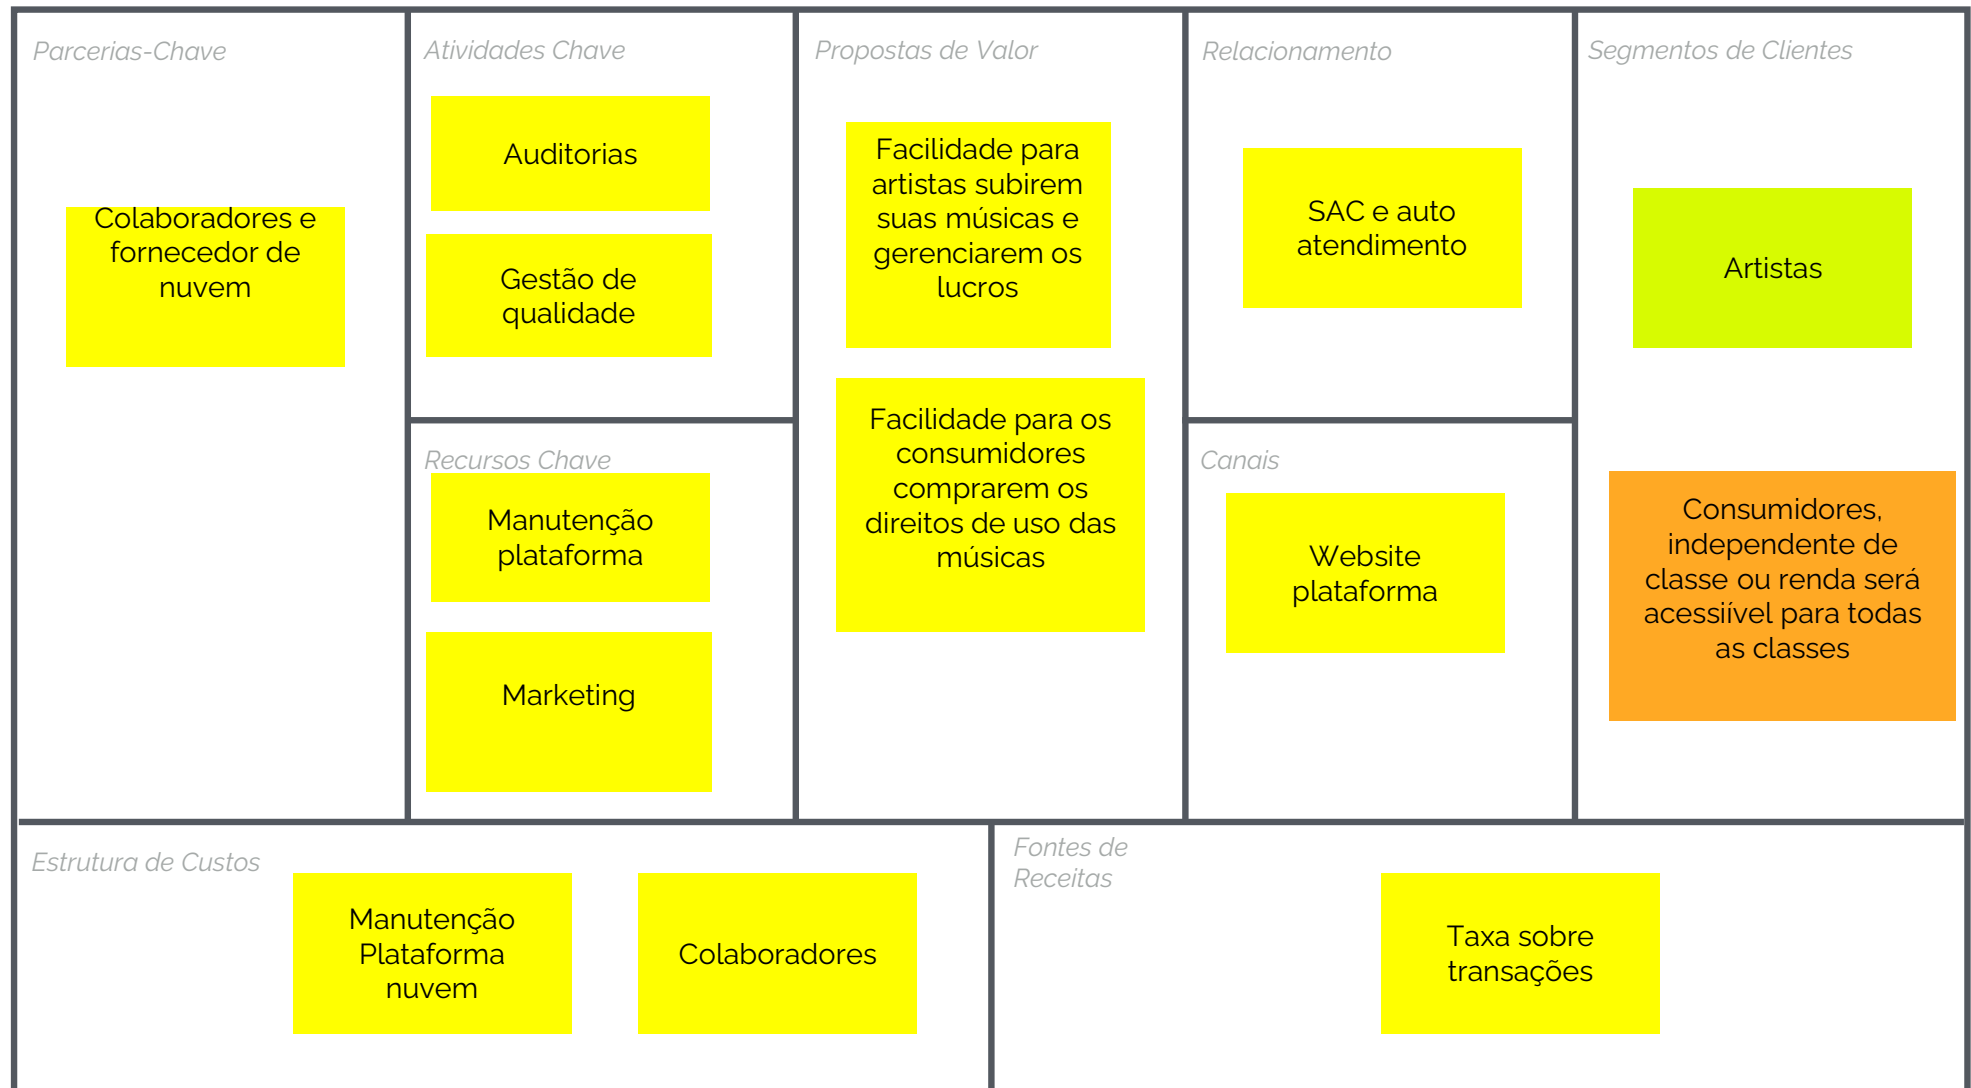 Parcerias-Chave
Colaboradores e
fornecedor de
nuvem
Atividades Chave
Auditorias
Gestão de
qualidade
Recursos Chave
Manutenção
plataforma
Marketing
Propostas de Valor
Facilidade para
artistas subirem
suas músicas e
gerenciarem os
lucros
Facilidade para os
consumidores
comprarem os
direitos de uso das
músicas
Relacionamento
SAC e auto
atendimento
Canais
Website
plataforma
Segmentos de Clientes
Artistas
Consumidores,
independente de
classe ou renda será
acessiível para todas
as classes
Estrutura de Custos
Manutenção
Plataforma
nuvem
Colaboradores
Fontes de
Receitas
Taxa sobre
transações